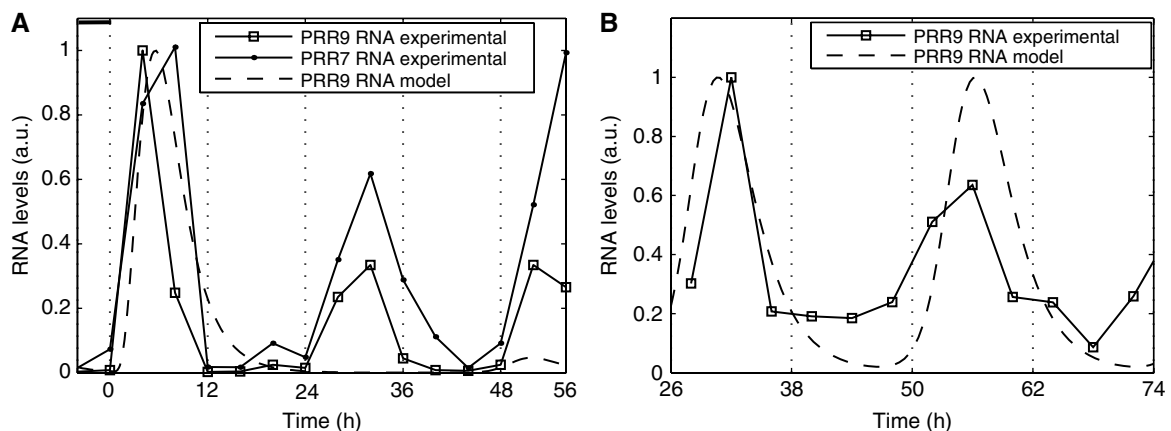 A
PRR9 RNA experimental
PRR7 RNA experimental
PRR9 RNA model
RNA levels (a.u.)
1
0.8
0.6
0.4
0.2
0
0 12 24 36 48 56
Time (h)
B
PRR9 RNA experimental
PRR9 RNA model
RNA levels (a.u.)
1
0.8
0.6
0.4
0.2
0
26 38 50 62 74
Time (h)